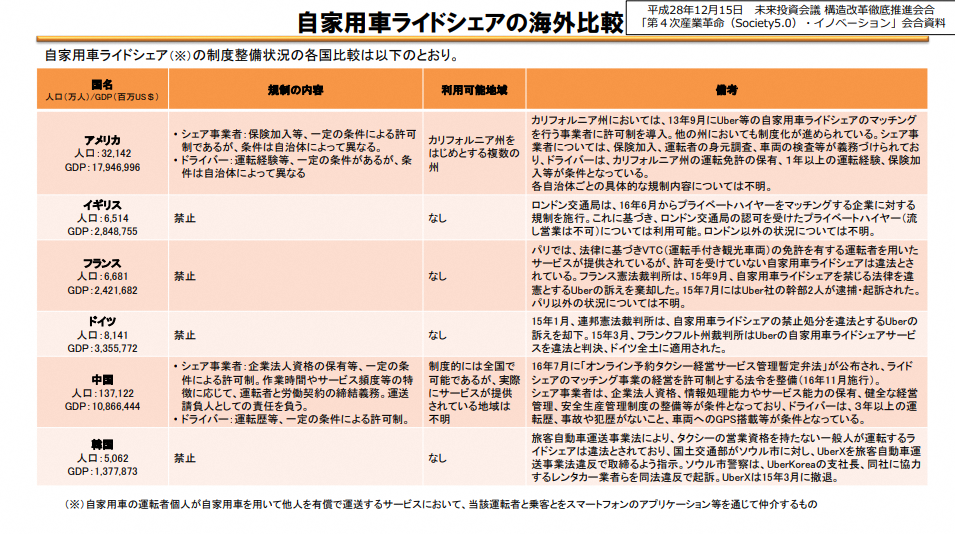 平成28年12月15日　未来投資会議 構造改革徹底推進会合
「第４次産業革命（Society5.0）・イノベーション」会合資料
自家用車ライドシェアの海外比較
自家用車ライドシェア（※）の制度整備状況の各国比較は以下のとおり。
国名
人口（万人）/GDP（百万US＄）
規制の内容
利用可能地域
備考
アメリカ
人口：32,142
GDP：17,946,996
・シェア事業者：保険加入等、一定の条件による許可
制であるが、条件は自治体によって異なる。
・ドライバー：運転経験等、一定の条件があるが、条
件は自治体によって異なる
カリフォルニア州を
はじめとする複数の
州
カリフォルニア州においては、13年9月にUber等の自家用車ライドシェアのマッチング
を行う事業者に許可制を導入。他の州においても制度化が進められている。シェア事
業者については、保険加入、運転者の身元調査、車両の検査等が義務づけられてお
り、ドライバーは、カリフォルニア州の運転免許の保有、1年以上の運転経験、保険加
入等が条件となっている。
各自治体ごとの具体的な規制内容については不明。
イギリス
人口：6,514
GDP：2,848,755
禁止
なし
ロンドン交通局は、16年6月からプライベートハイヤーをマッチングする企業に対する
規制を施行。これに基づき、ロンドン交通局の認可を受けたプライベートハイヤー（流
し営業は不可）については利用可能。ロンドン以外の状況については不明。
フランス
人口：6,681
GDP：2,421,682
禁止
なし
パリでは、法律に基づきVTC（運転手付き観光車両）の免許を有する運転者を用いた
サービスが提供されているが、許可を受けていない自家用車ライドシェアは違法とさ
れている。フランス憲法裁判所は、15年9月、自家用車ライドシェアを禁じる法律を違
憲とするUberの訴えを棄却した。15年7月にはUber社の幹部2人が逮捕・起訴された。
パリ以外の状況については不明。
ドイツ
人口：8,141
GDP：3,355,772
禁止
なし
15年1月、連邦憲法裁判所は、自家用車ライドシェアの禁止処分を違法とするUberの
訴えを却下。15年3月、フランクフルト州裁判所はUberの自家用車ライドシェアサービ
スを違法と判決、ドイツ全土に適用された。
中国
人口：137,122
GDP：10,866,444
・シェア事業者：企業法人資格の保有等、一定の条
件による許可制。作業時間やサービス頻度等の特
徴に応じて、運転者と労働契約の締結義務。運送
請負人としての責任を負う。
・ドライバー：運転歴等、一定の条件による許可制。
制度的には全国で
可能であるが、実際
にサービスが提供
されている地域は
不明
16年7月に「オンライン予約タクシー経営サービス管理暫定弁法」が公布され、ライド
シェアのマッチング事業の経営を許可制とする法令を整備（16年11月施行）。
シェア事業者は、企業法人資格、情報処理能力やサービス能力の保有、健全な経営
管理、安全生産管理制度の整備等が条件となっており、ドライバーは、３年以上の運
転歴、事故や犯歴がないこと、車両へのGPS搭載等が条件となっている。
韓国
人口：5,062
GDP：1,377,873
禁止
なし
旅客自動車運送事業法により、タクシーの営業資格を持たない一般人が運転するラ
イドシェアは違法とされており、国土交通部がソウル市に対し、UberXを旅客自動車運
送事業法違反で取締るよう指示。ソウル市警察は、UberKoreaの支社長、同社に協力
するレンタカー業者らを同法違反で起訴。UberXは15年3月に撤退。
（※）自家用車の運転者個人が自家用車を用いて他人を有償で運送するサービスにおいて、当該運転者と乗客とをスマートフォンのアプリケーション等を通じて仲介するもの